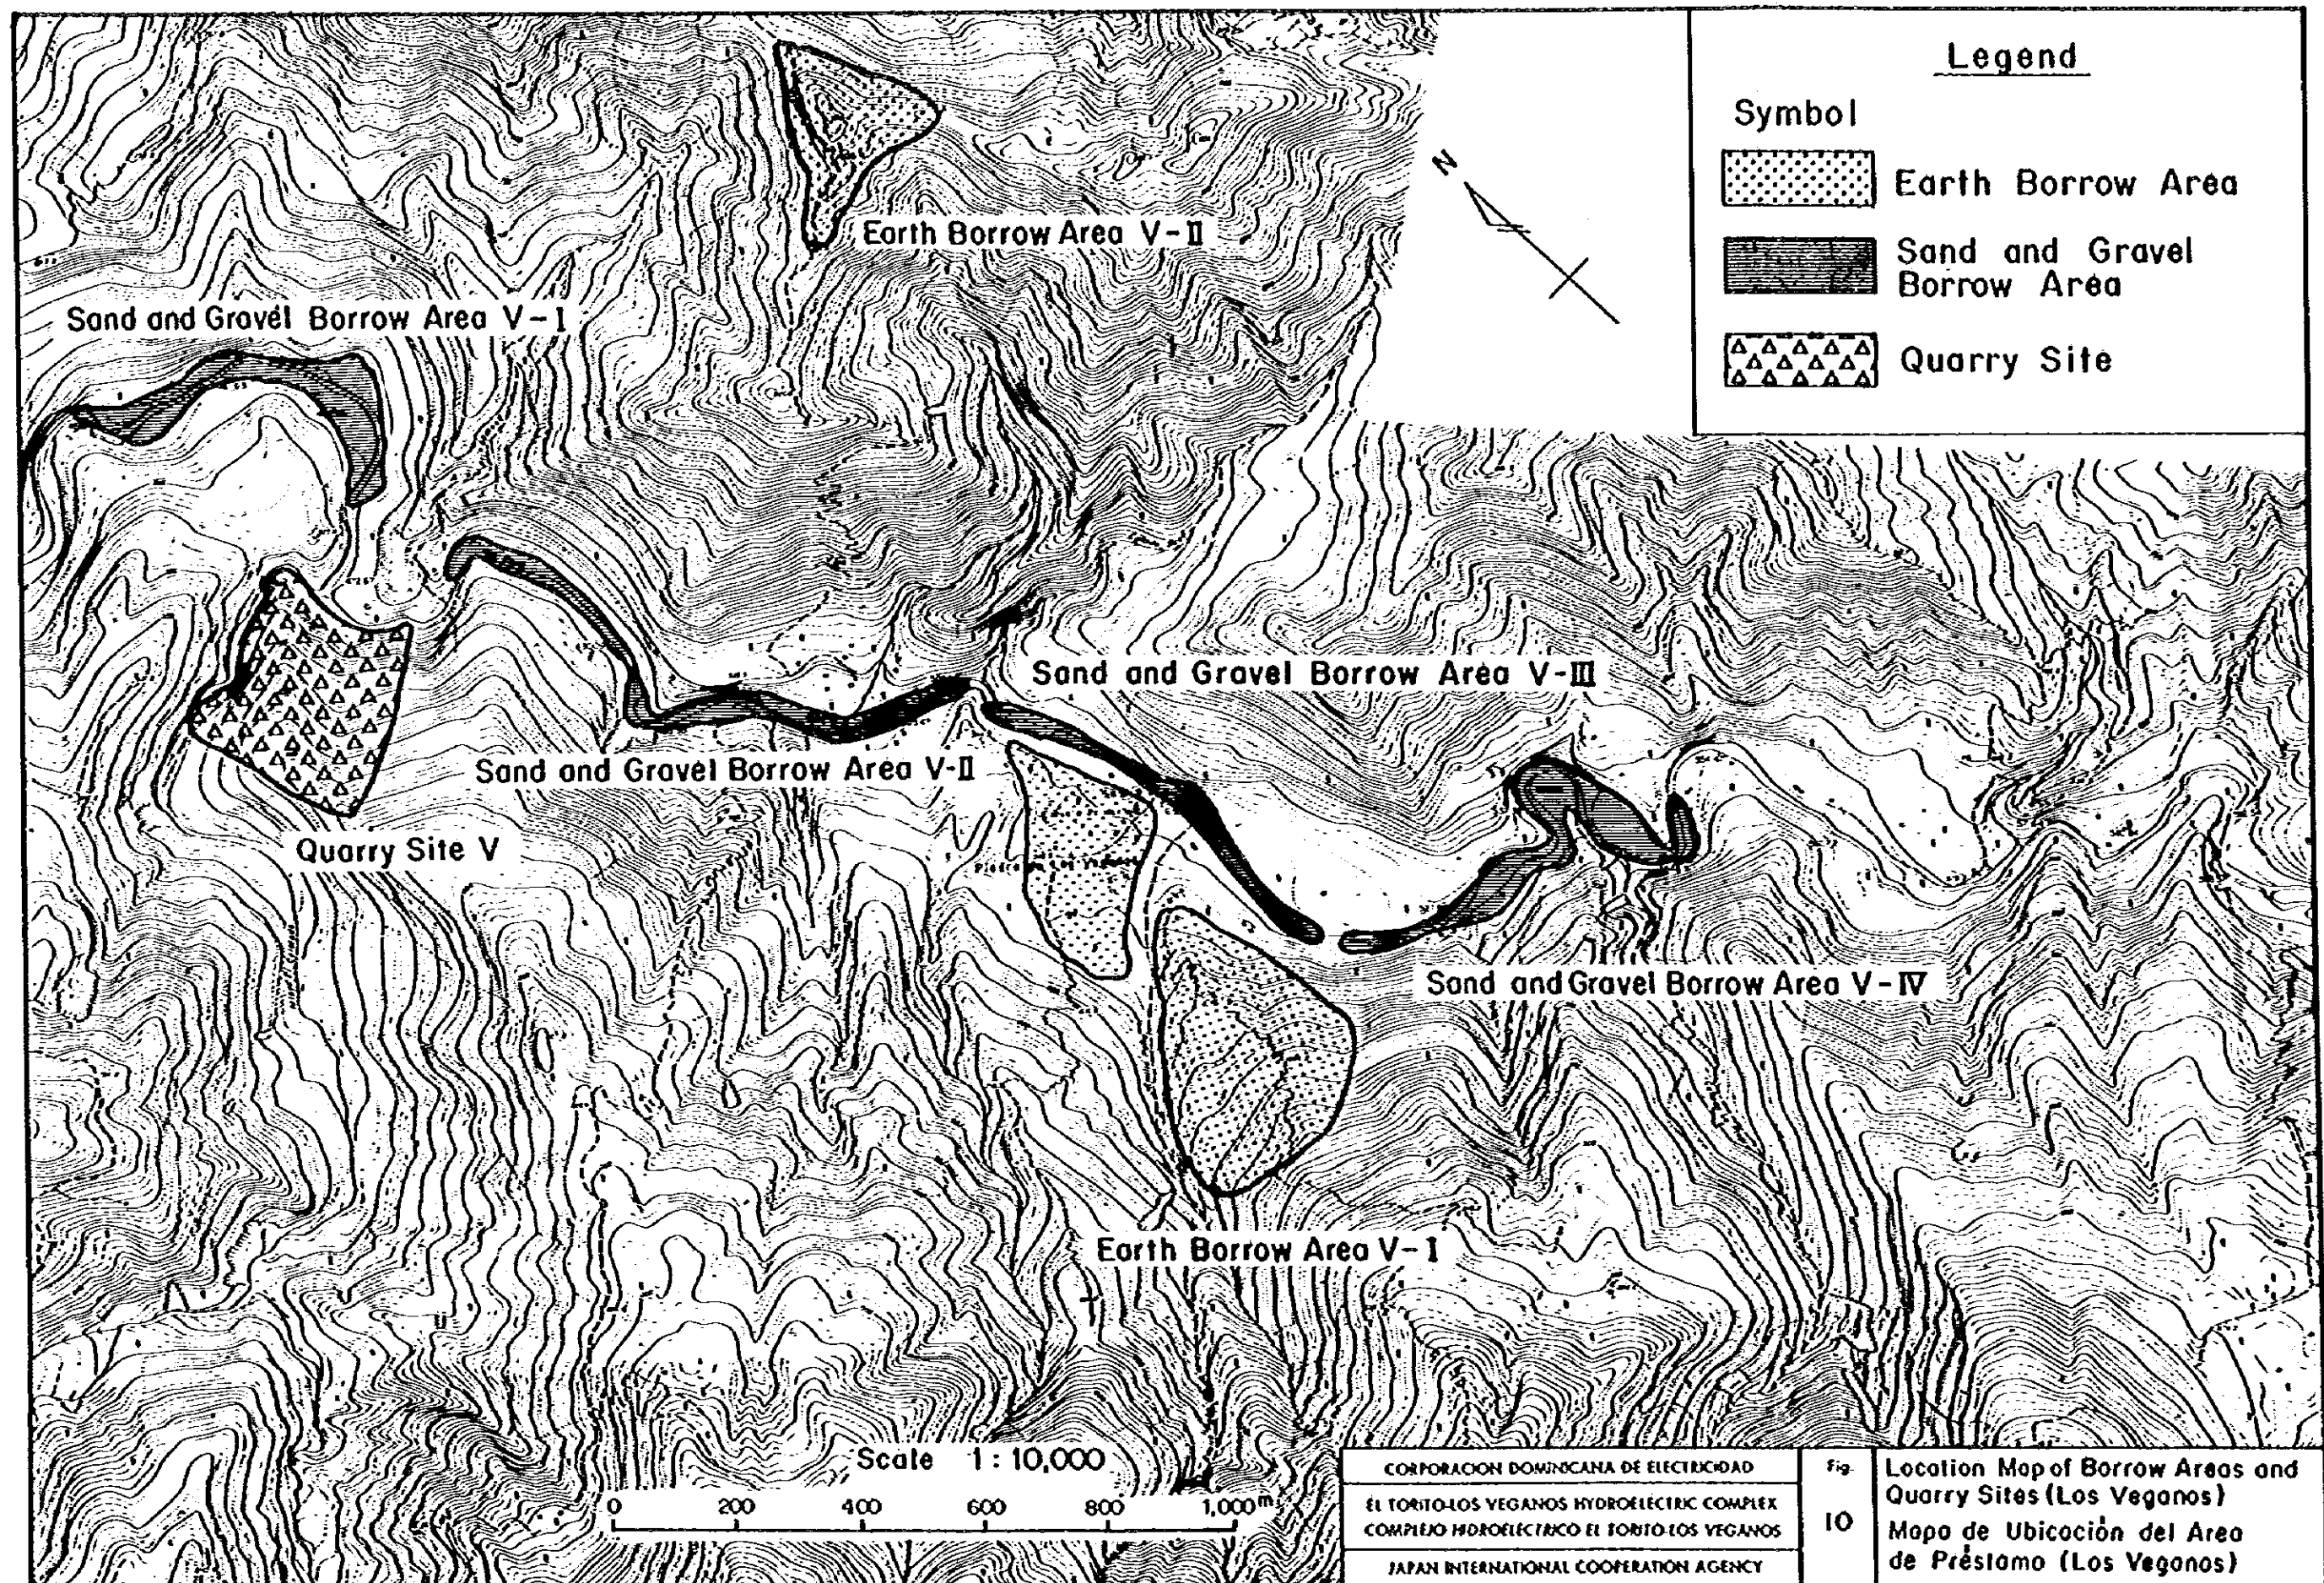 Legend
Symbol
Earth Borrow Area
Sand and Gravel
Borrow Area
Quarry Site
N
Earth Borrow Area V-II
Sand and Gravel Borrow Area V-I
Sand and Gravel Borrow Area V-III
Sand and Gravel Borrow Area V-II
Quarry Site V
Sand and Gravel Borrow Area V-IV
Earth Borrow Area V-I
Scale 1 : 10,000
0 200 400 600 800 1,000m
CORPORACION DOMINICANA DE ELECTRICIDAD
EL TORITO-LOS VEGANOS HYDROELECTRIC COMPLEX
COMPLEJO HIDROELECTRICO EL TORITO-LOS VEGANOS
JAPAN INTERNATIONAL COOPERATION AGENCY
Fig.
10
Location Map of Borrow Areas and
Quarry Sites (Los Veganos)
Mapa de Ubicación del Area
de Préstamo (Los Veganos)